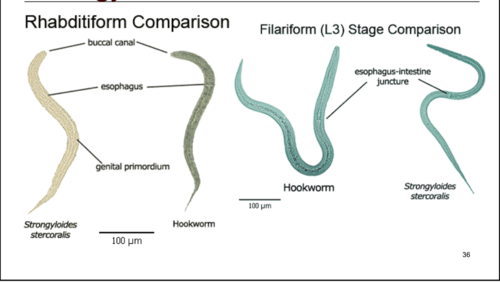 Rhabditiform Comparison
buccal canal
esophagus
genital primordium
Strongyloides
stercoralis
100 µm
Hookworm
Filariform (L3) Stage Comparison
esophagus-intestine
juncture
Hookworm
100 µm
Strongyloides
stercoralis
36